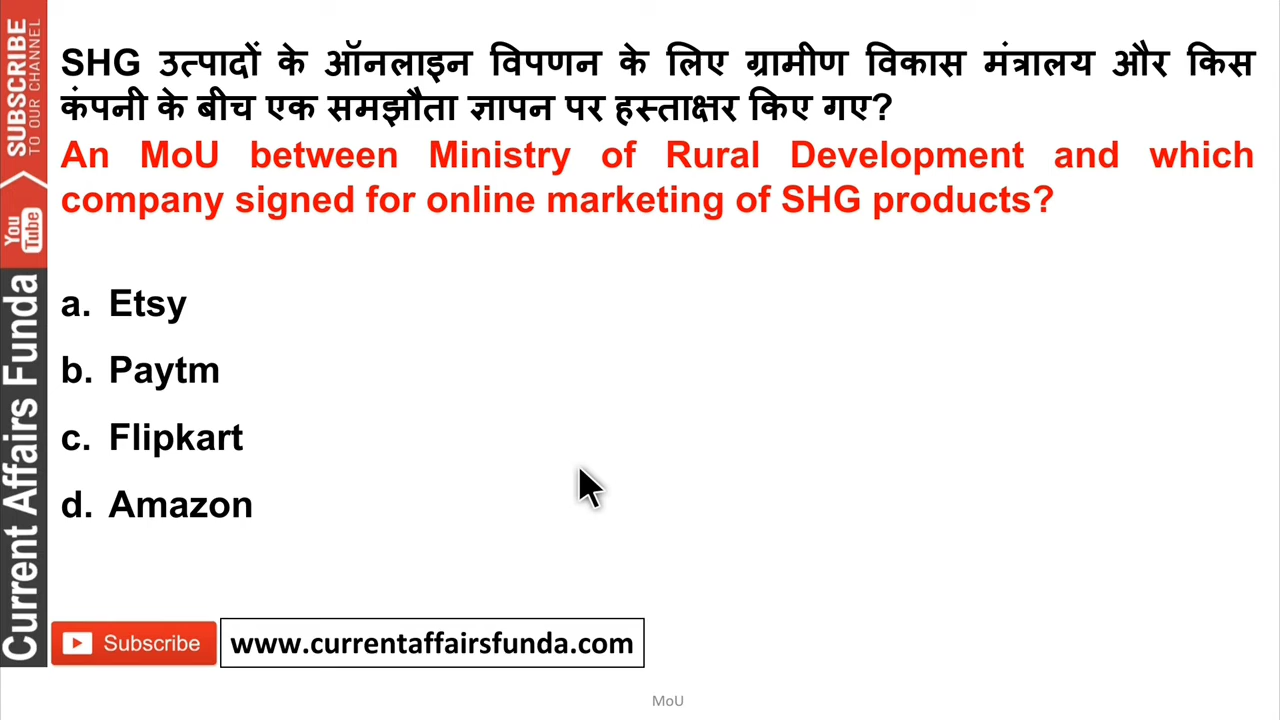 SHG उत्पादों के ऑनलाइन विपणन के लिए ग्रामीण विकास मंत्रालय और किस
कंपनी के बीच एक समझौता ज्ञापन पर हस्ताक्षर किए गए?
An MoU between Ministry of Rural Development and which
company signed for online marketing of SHG products?
a. Etsy
b. Paytm
c. Flipkart
d. Amazon
SUBSCRIBE
TO OUR CHANNEL
You
Tube
Current Affairs Funda
Subscribe
www.currentaffairsfunda.com
MoU